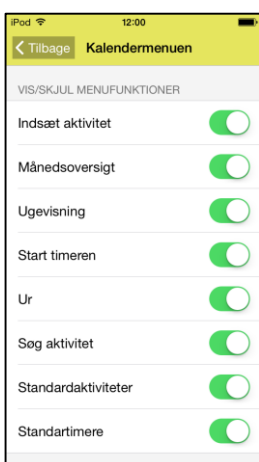 iPod 12:00
Tilbage Kalendermenuen
VIS/SKJUL MENUFUNKTIONER
Indsæt aktivitet
Månedsoversigt
Ugevisning
Start timeren
Ur
Søg aktivitet
Standardaktiviteter
Standartimere